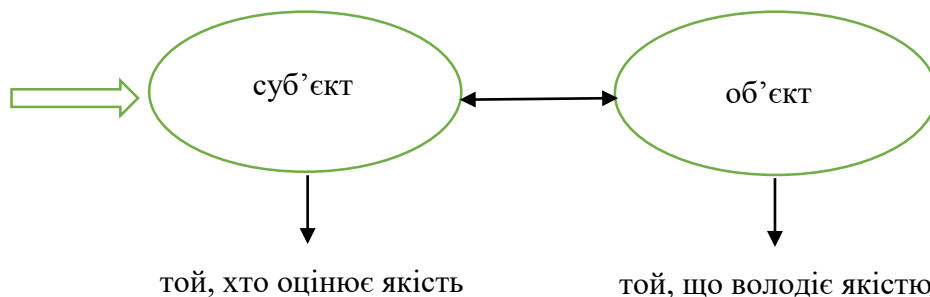 суб’єкт об’єкт
той, хто оцінює якість той, що володіє якістю